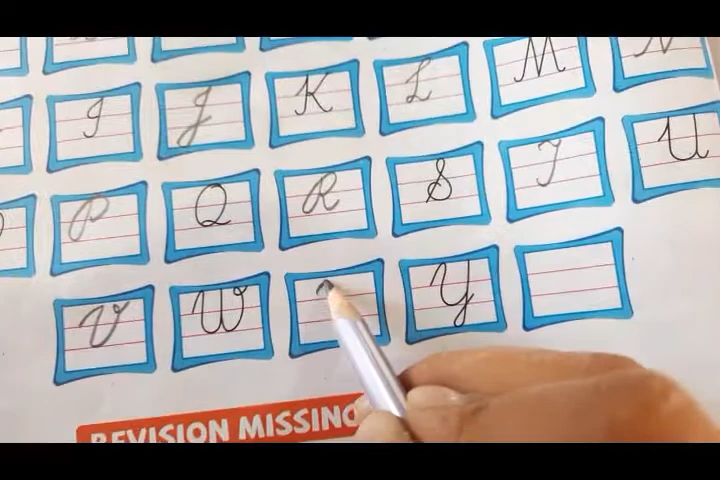 I J K L M N
P Q R S T U
V W Y
REVISION MISSING